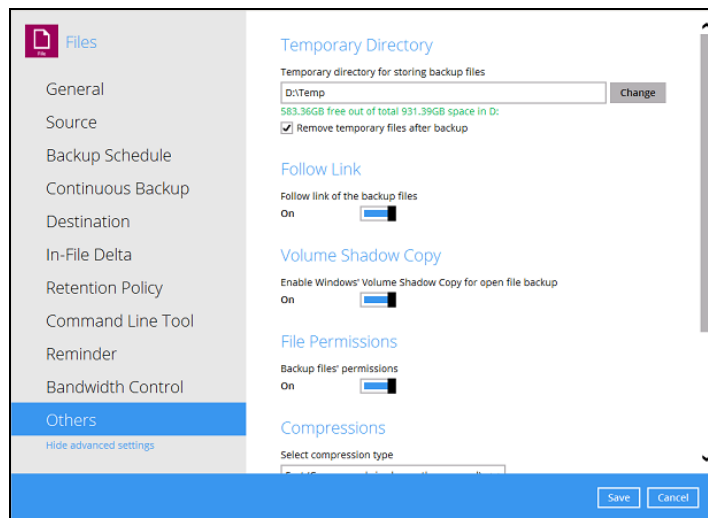 File
Files
General
Source
Backup Schedule
Continuous Backup
Destination
In-File Delta
Retention Policy
Command Line Tool
Reminder
Bandwidth Control
Others
Hide advanced settings
Temporary Directory
Temporary directory for storing backup files
D:\Temp
Change
583.36GB free out of total 931.39GB space in D:
Remove temporary files after backup
Follow Link
Follow link of the backup files
On
Volume Shadow Copy
Enable Windows' Volume Shadow Copy for open file backup
On
File Permissions
Backup files' permissions
On
Compressions
Select compression type
Save
Cancel